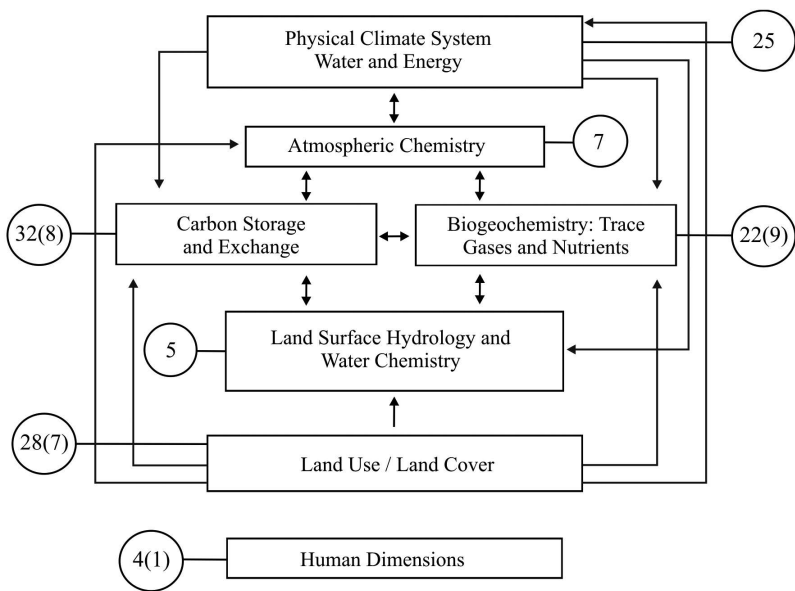 Physical Climate System
Water and Energy
25
Atmospheric Chemistry
7
32(8)
Carbon Storage
and Exchange
Biogeochemistry: Trace
Gases and Nutrients
22(9)
5
Land Surface Hydrology and
Water Chemistry
28(7)
Land Use / Land Cover
4(1)
Human Dimensions